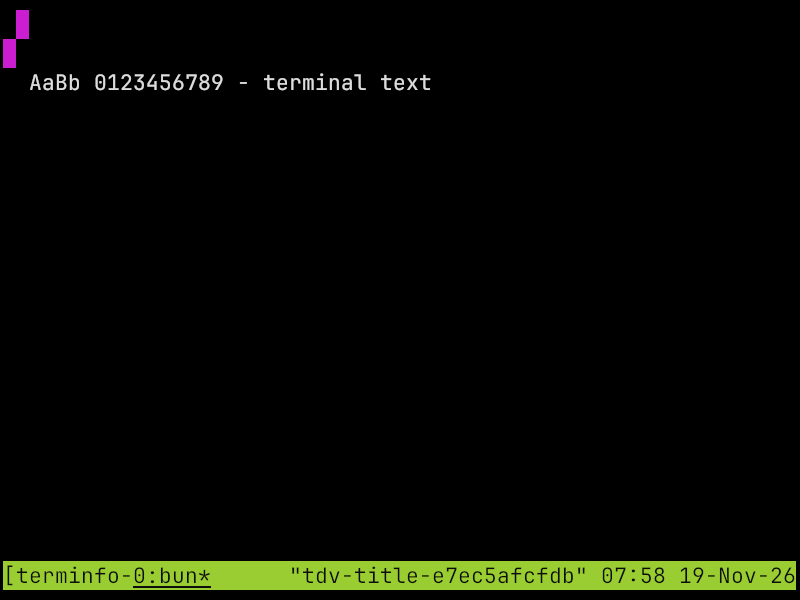 AaBb 0123456789 - terminal text
[terminfo-0:bun* "tdv-title-e7ec5afcfdb" 07:58 19-Nov-26